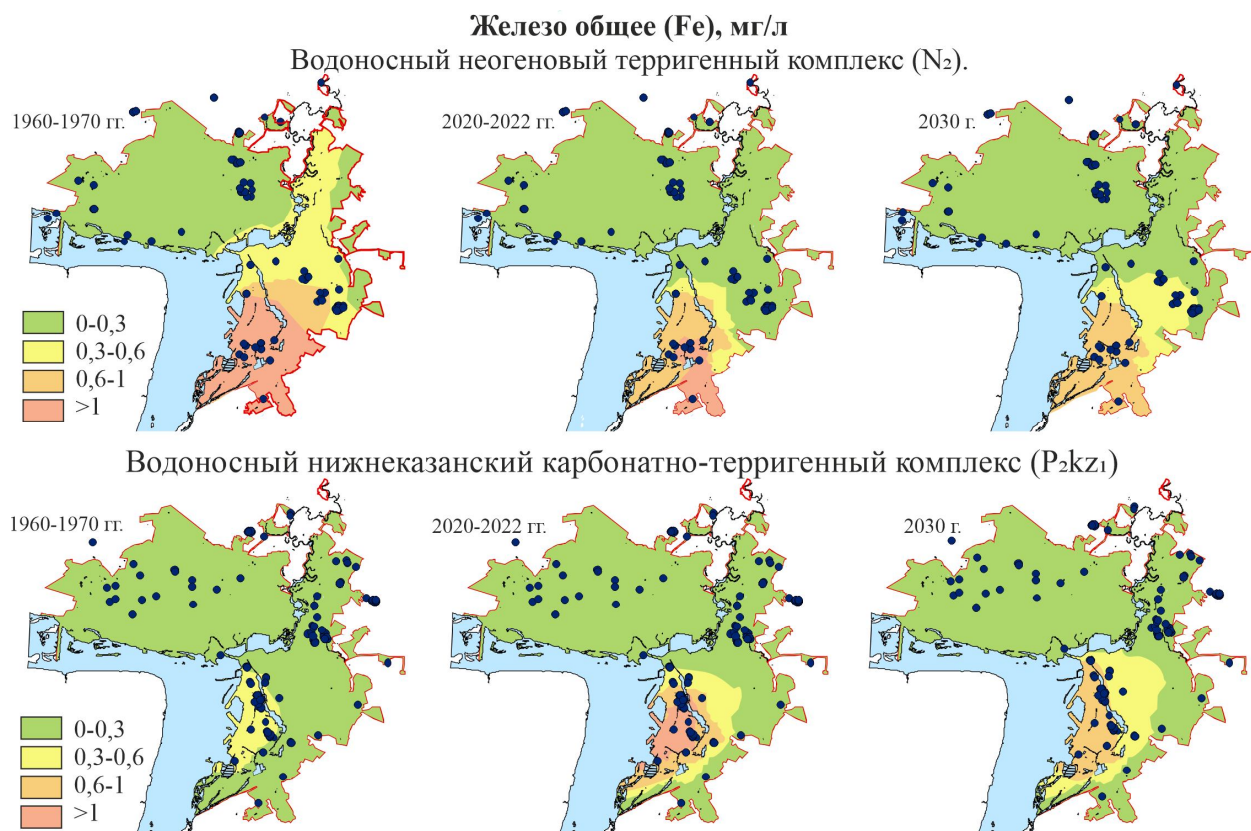 Железо общее (Fe), мг/л
Водоносный неогеновый терригенный комплекс (N₂).
1960-1970 гг.
2020-2022 гг.
2030 г.
0-0,3
0,3-0,6
0,6-1
>1
Водоносный нижнеказанский карбонатно-терригенный комплекс (P₂kz₁)
1960-1970 гг.
2020-2022 гг.
2030 г.
0-0,3
0,3-0,6
0,6-1
>1